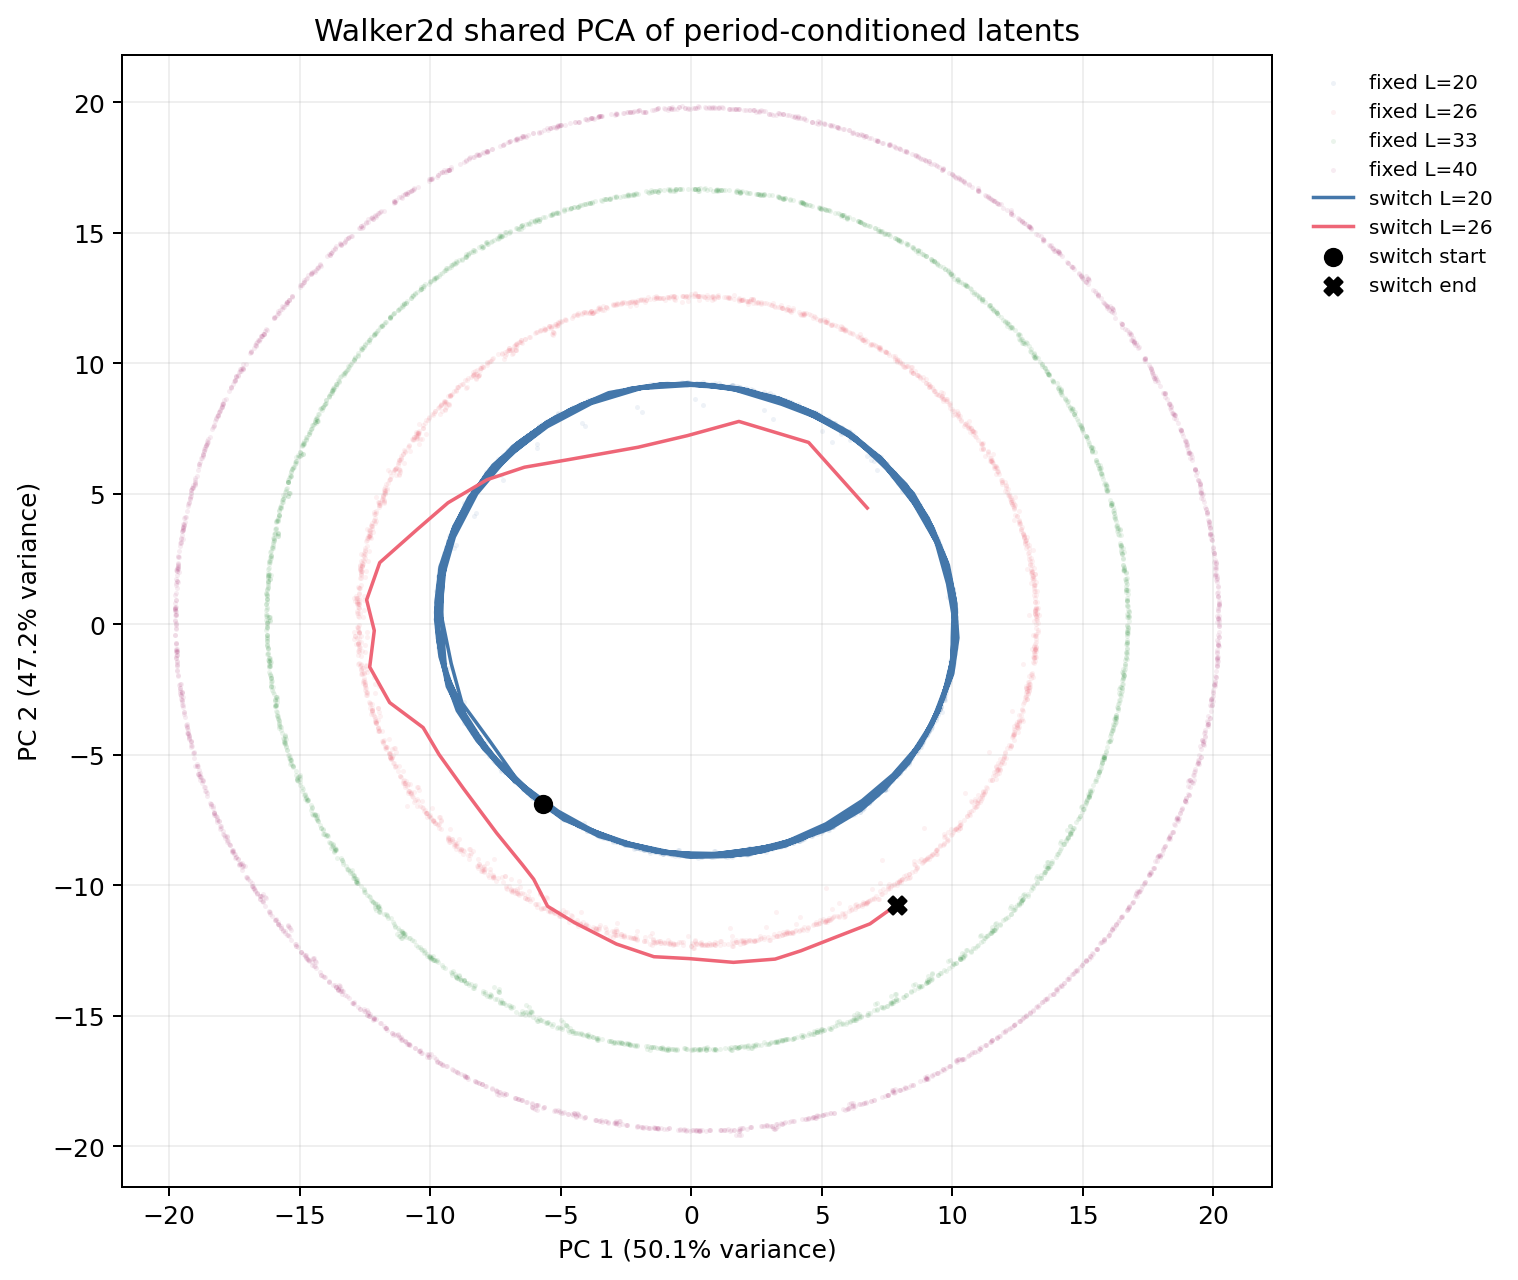 Walker2d shared PCA of period-conditioned latents
fixed L=20
fixed L=26
fixed L=33
fixed L=40
switch L=20
switch L=26
switch start
switch end
20
15
10
5
0
−5
−10
−15
−20
PC 2 (47.2% variance)
−20 −15 −10 −5 0 5 10 15 20
PC 1 (50.1% variance)